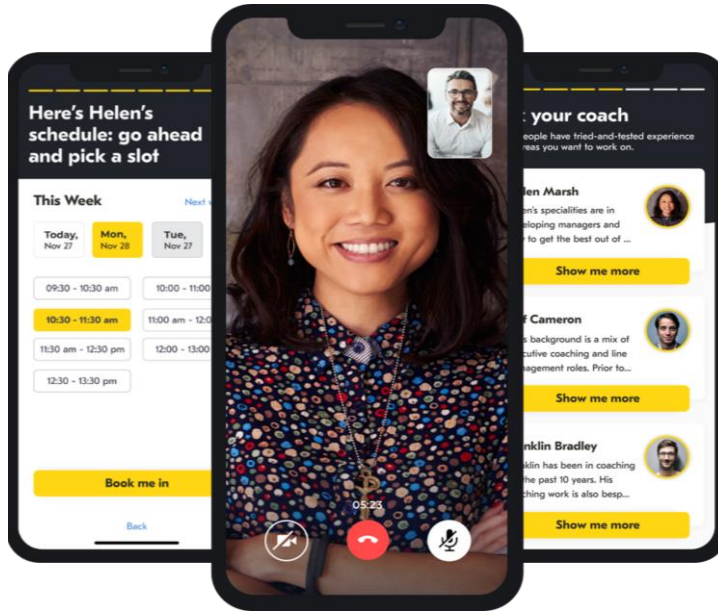 Here's Helen's
schedule: go ahead
and pick a slot
This Week
Next
Today,
Nov 27
Mon,
Nov 28
Tue,
Nov 27
09:30 - 10:30 am
10:00 - 11:00
10:30 - 11:30 am
11:00 am - 12:0
11:30 am - 12:30 pm
12:00 - 13:00
12:30 - 13:30 pm
Book me in
Back
05:23
your coach
eople have tried-and-tested experience
reas you want to work on.
len Marsh
en's specialities are in
eloping managers and
to get the best out of ...
Show me more
Cameron
s background is a mix of
cutive coaching and line
agement roles. Prior to...
Show me more
nklin Bradley
klin has been in coaching
the past 10 years. His
ching work is also besp...
Show me more